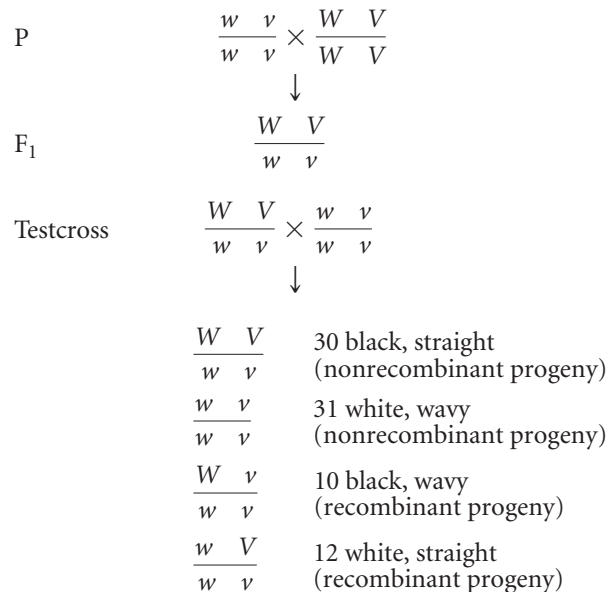 P
w v × W V
w v W V
↓
F1
W V
w v
Testcross
W V × w v
w v w v
↓
W V 30 black, straight
w v (nonrecombinant progeny)
w v 31 white, wavy
w v (nonrecombinant progeny)
W v 10 black, wavy
w v (recombinant progeny)
w V 12 white, straight
w v (recombinant progeny)